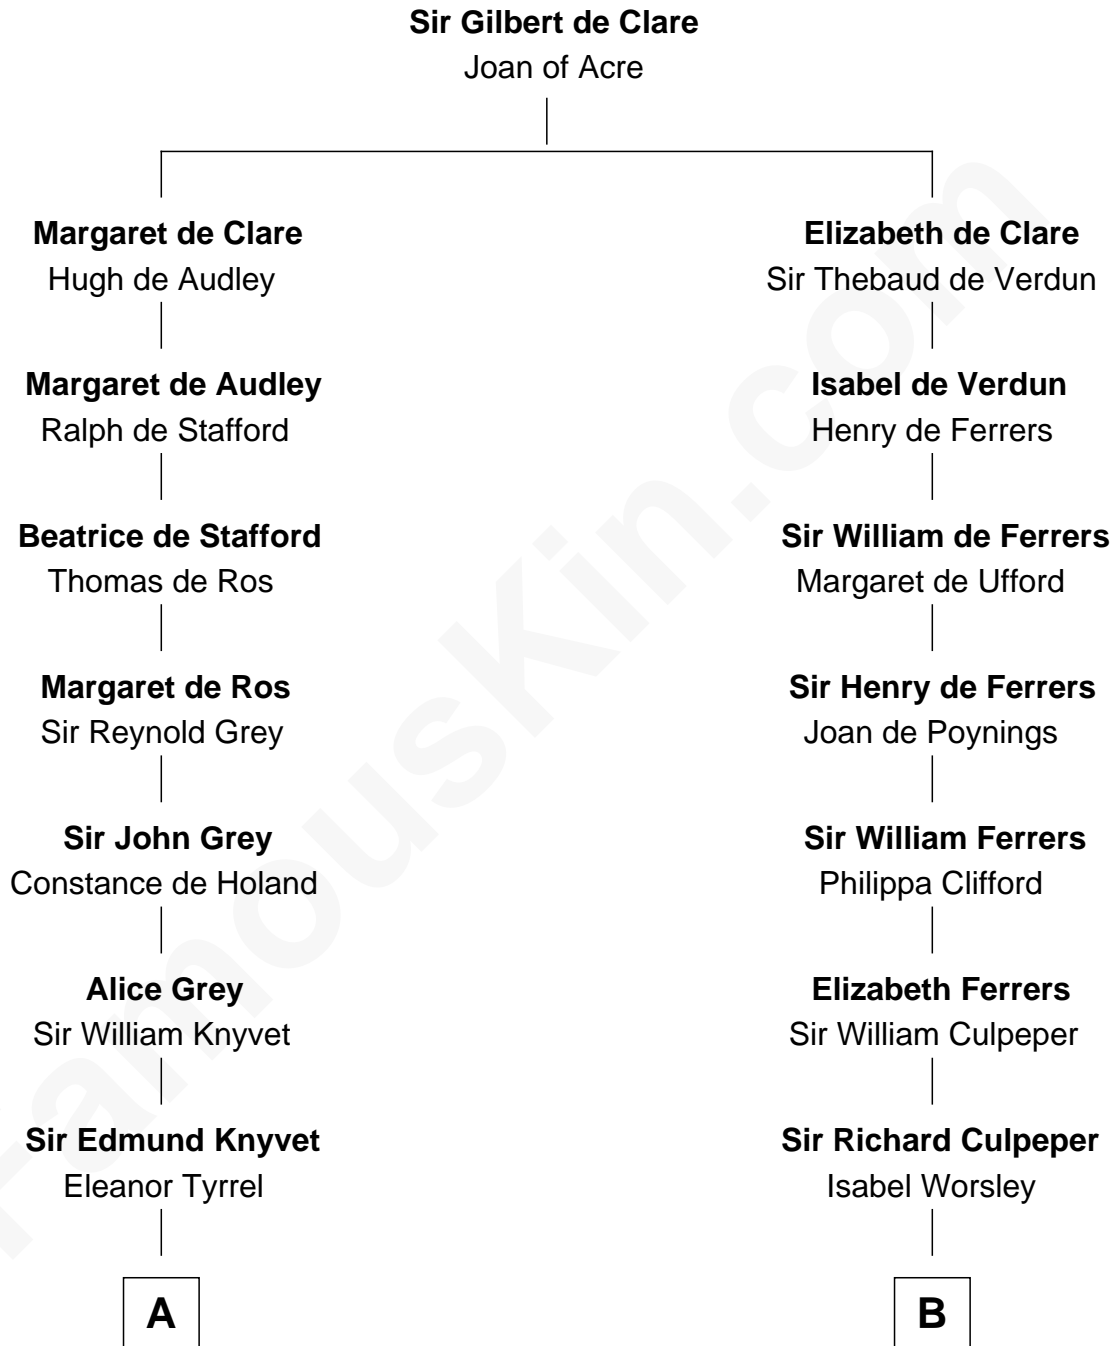 Sir Gilbert de Clare
Joan of Acre
Margaret de Clare
Hugh de Audley
Margaret de Audley
Ralph de Stafford
Beatrice de Stafford
Thomas de Ros
Margaret de Ros
Sir Reynold Grey
Sir John Grey
Constance de Holand
Alice Grey
Sir William Knyvet
Sir Edmund Knyvet
Eleanor Tyrrel
A
Elizabeth de Clare
Sir Thebaud de Verdun
Isabel de Verdun
Henry de Ferrers
Sir William de Ferrers
Margaret de Ufford
Sir Henry de Ferrers
Joan de Poynings
Sir William Ferrers
Philippa Clifford
Elizabeth Ferrers
Sir William Culpeper
Sir Richard Culpeper
Isabel Worsley
B
FamousKin.com